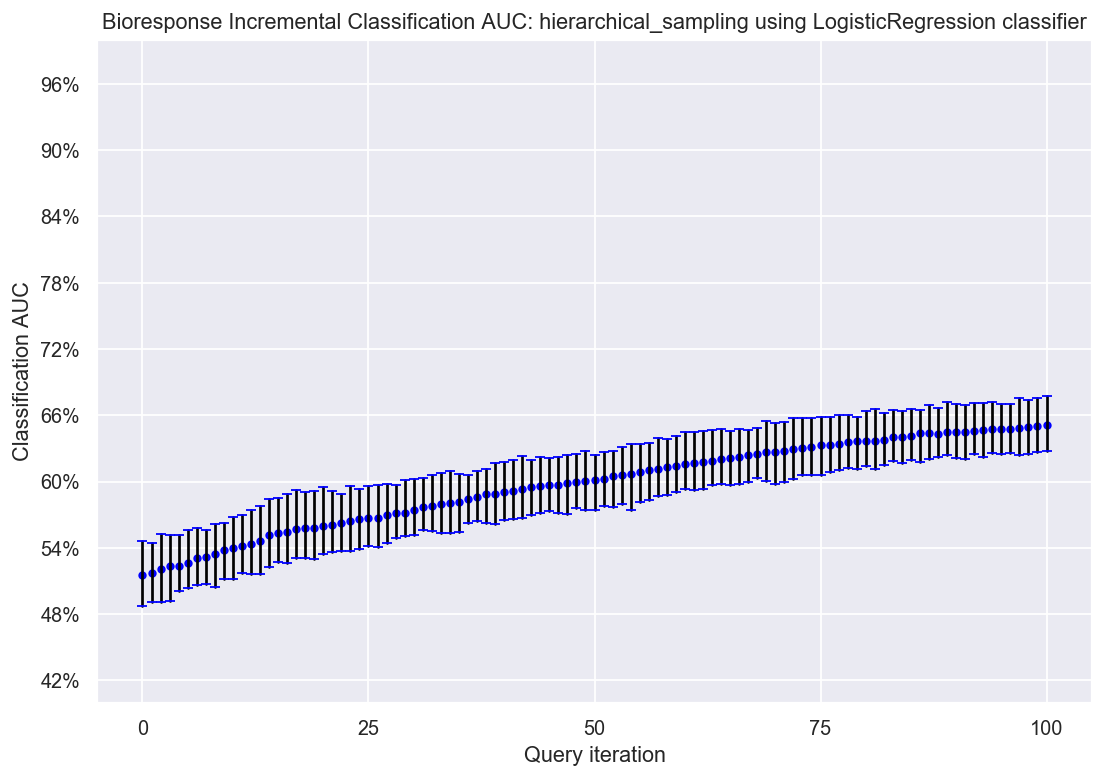 Bioresponse Incremental Classification AUC: hierarchical_sampling using LogisticRegression classifier
Classification AUC
96%
90%
84%
78%
72%
66%
60%
54%
48%
42%
0 25 50 75 100
Query iteration